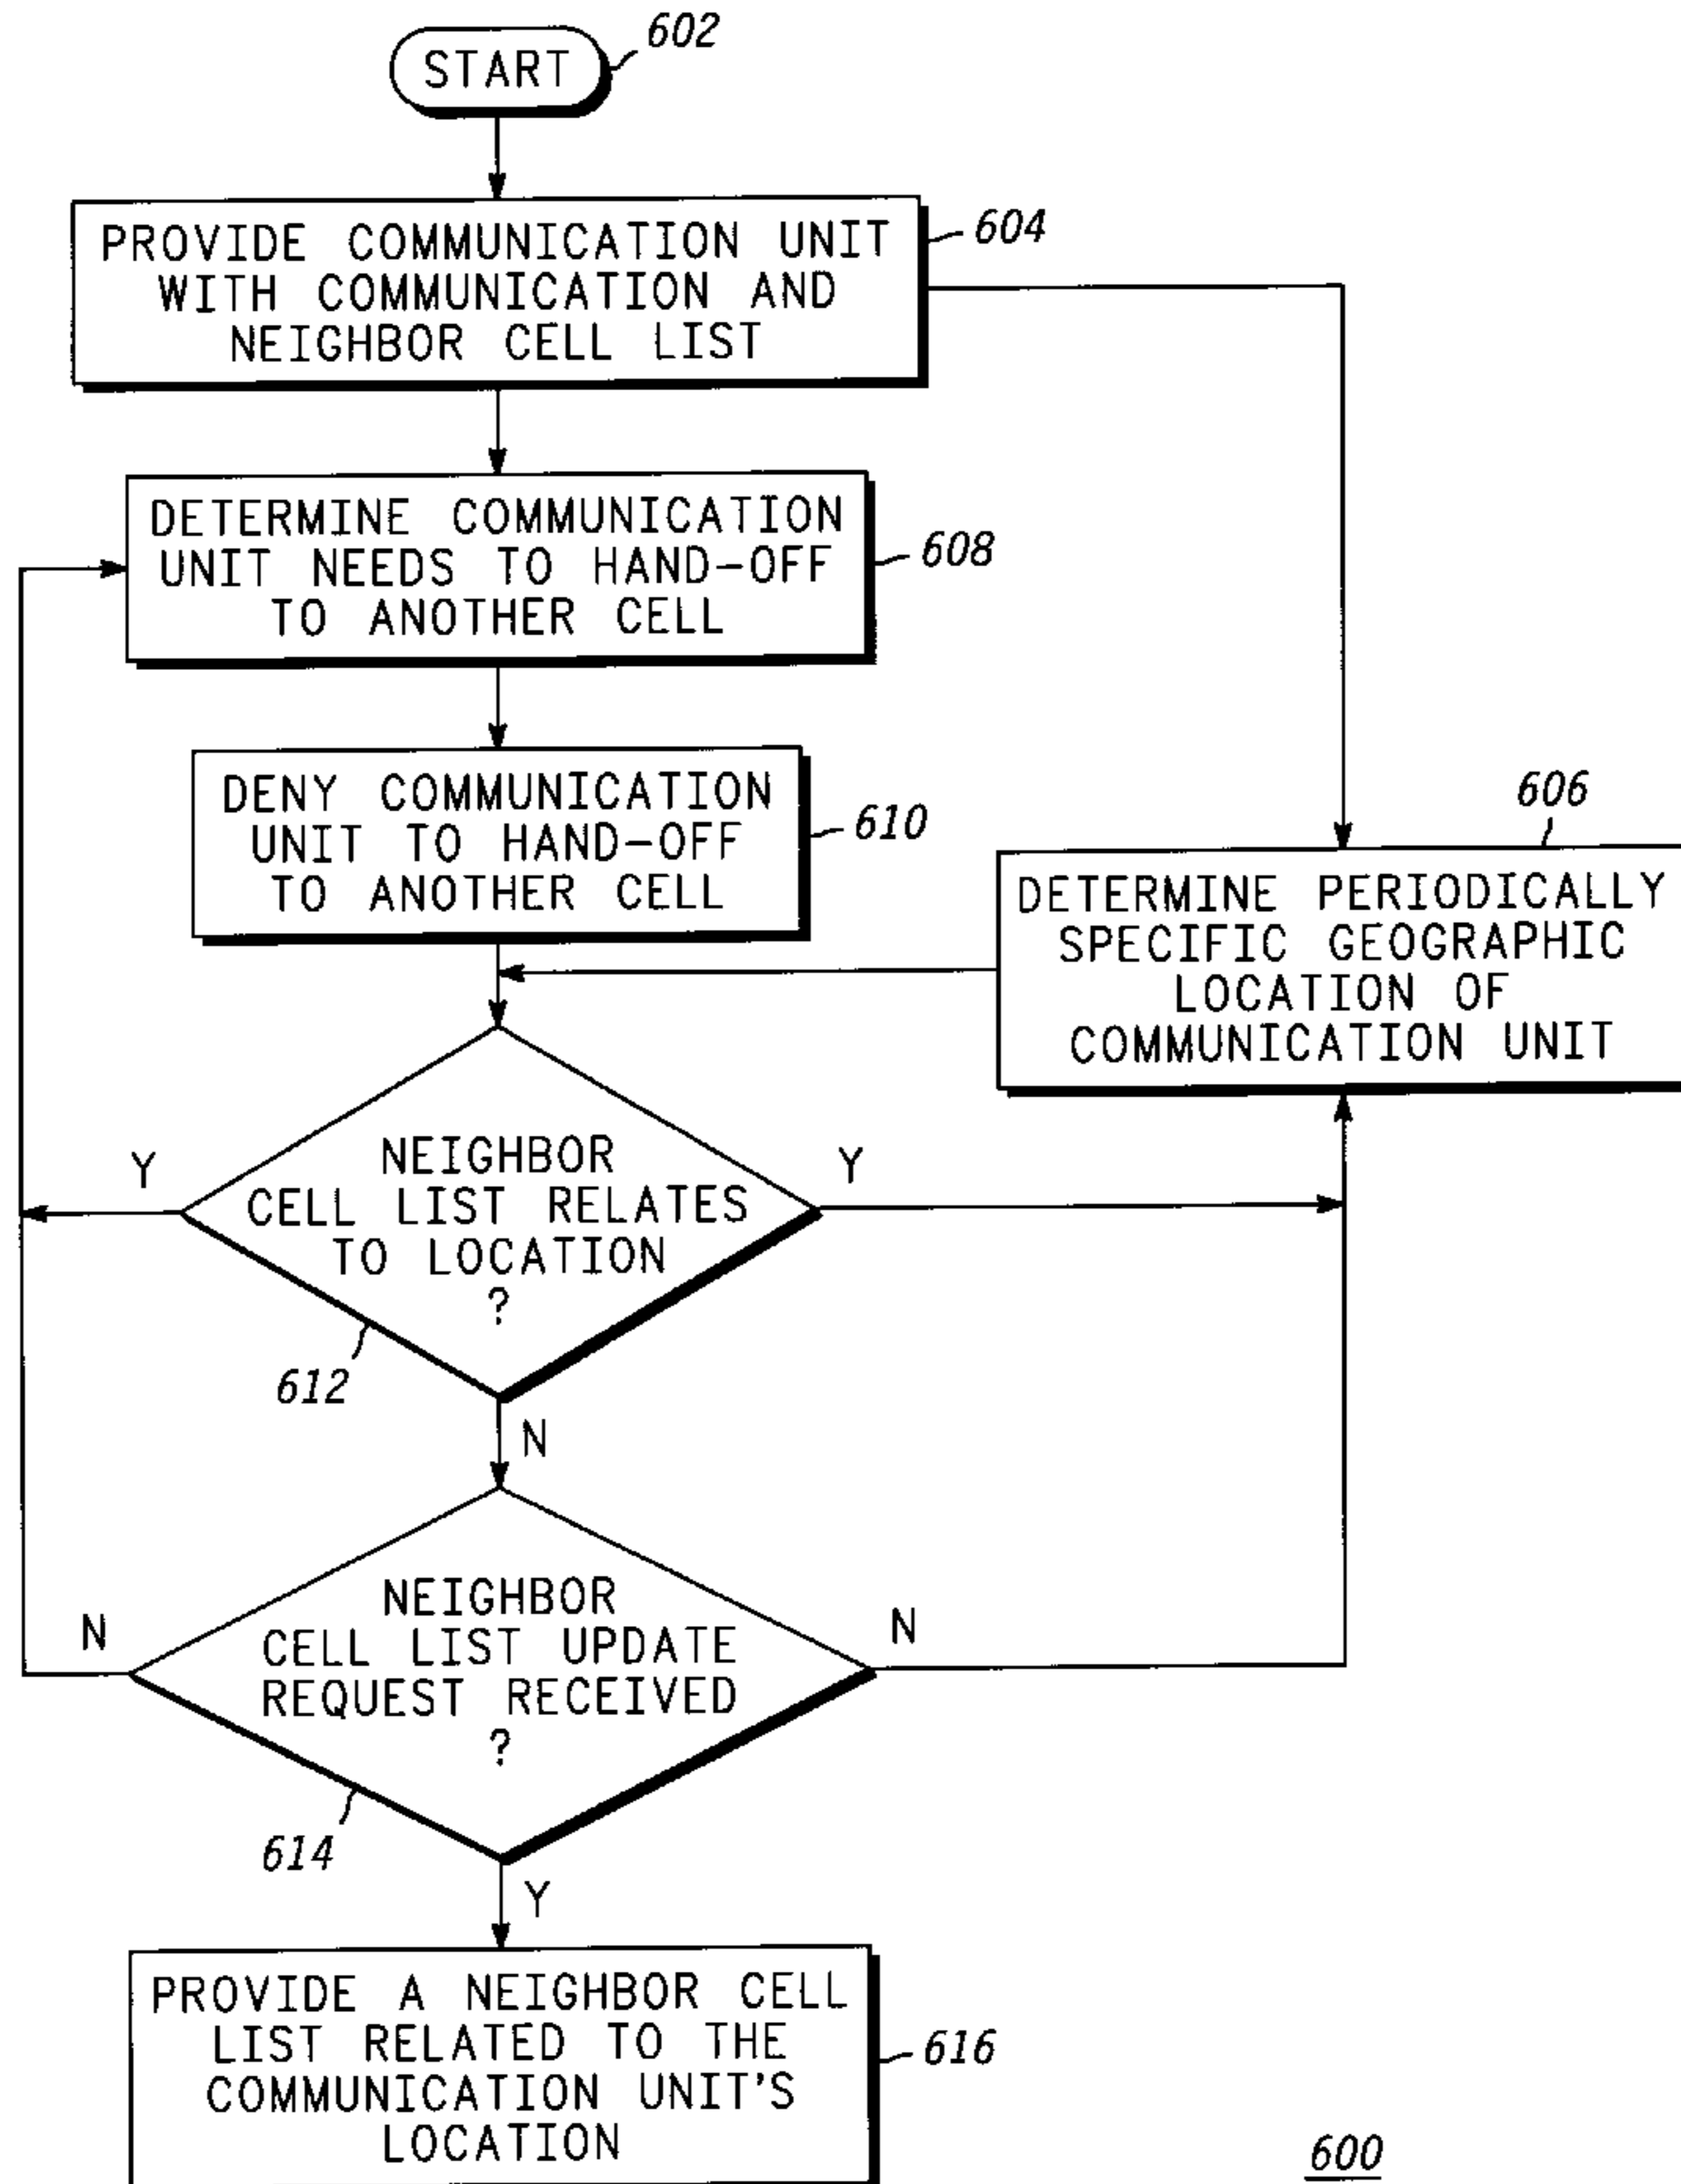 START
602
PROVIDE COMMUNICATION UNIT
WITH COMMUNICATION AND
NEIGHBOR CELL LIST
604
DETERMINE COMMUNICATION
UNIT NEEDS TO HAND-OFF
TO ANOTHER CELL
608
DENY COMMUNICATION
UNIT TO HAND-OFF
TO ANOTHER CELL
610
606
DETERMINE PERIODICALLY
SPECIFIC GEOGRAPHIC
LOCATION OF
COMMUNICATION UNIT
Y
NEIGHBOR
CELL LIST RELATES
TO LOCATION
?
Y
612
N
N
NEIGHBOR
CELL LIST UPDATE
REQUEST RECEIVED
?
N
614
Y
PROVIDE A NEIGHBOR CELL
LIST RELATED TO THE
COMMUNICATION UNIT'S
LOCATION
616
600